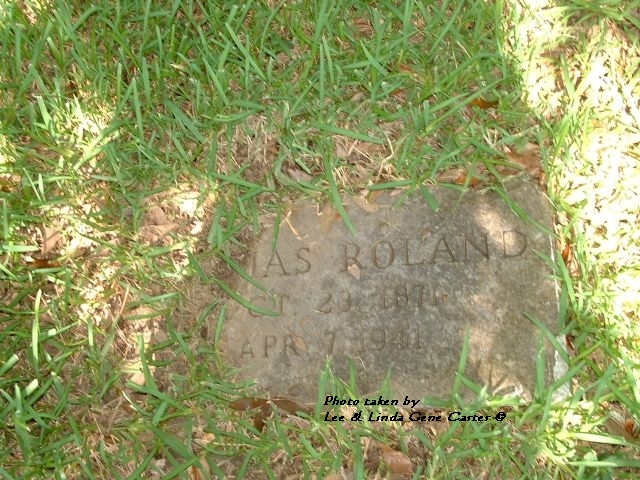 AS ROLAND
CT. 23, 1871
APR. 7, 1941
Photo taken by
Lee & Linda Gene Carter ©